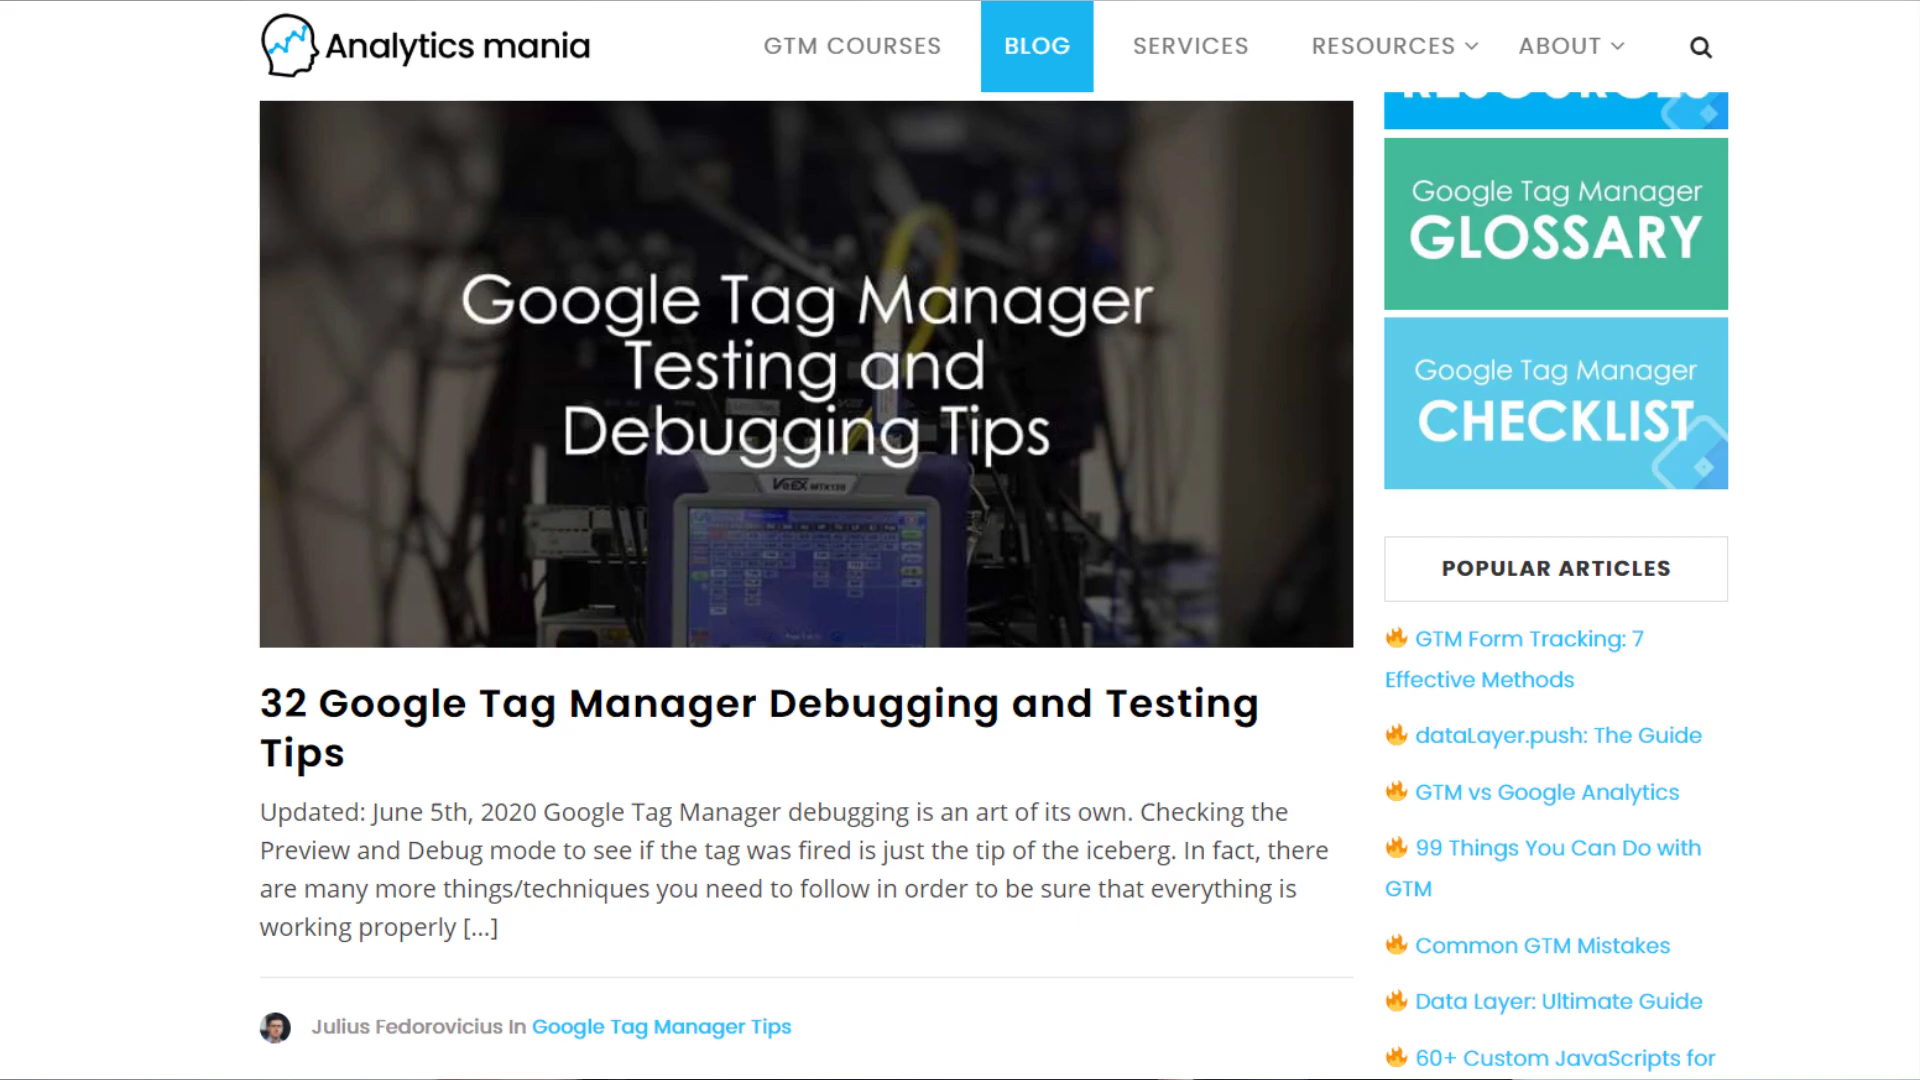 Analytics mania
GTM COURSES
BLOG
SERVICES
RESOURCES
ABOUT
Google Tag Manager
Testing and
Debugging Tips
VeEX
32 Google Tag Manager Debugging and Testing
Tips
Updated: June 5th, 2020 Google Tag Manager debugging is an art of its own. Checking the
Preview and Debug mode to see if the tag was fired is just the tip of the iceberg. In fact, there
are many more things/techniques you need to follow in order to be sure that everything is
working properly [...]
Julius Fedorovicius In Google Tag Manager Tips
RESOURCES
Google Tag Manager
GLOSSARY
Google Tag Manager
CHECKLIST
POPULAR ARTICLES
GTM Form Tracking: 7
Effective Methods
dataLayer.push: The Guide
GTM vs Google Analytics
99 Things You Can Do with
GTM
Common GTM Mistakes
Data Layer: Ultimate Guide
60+ Custom JavaScripts for